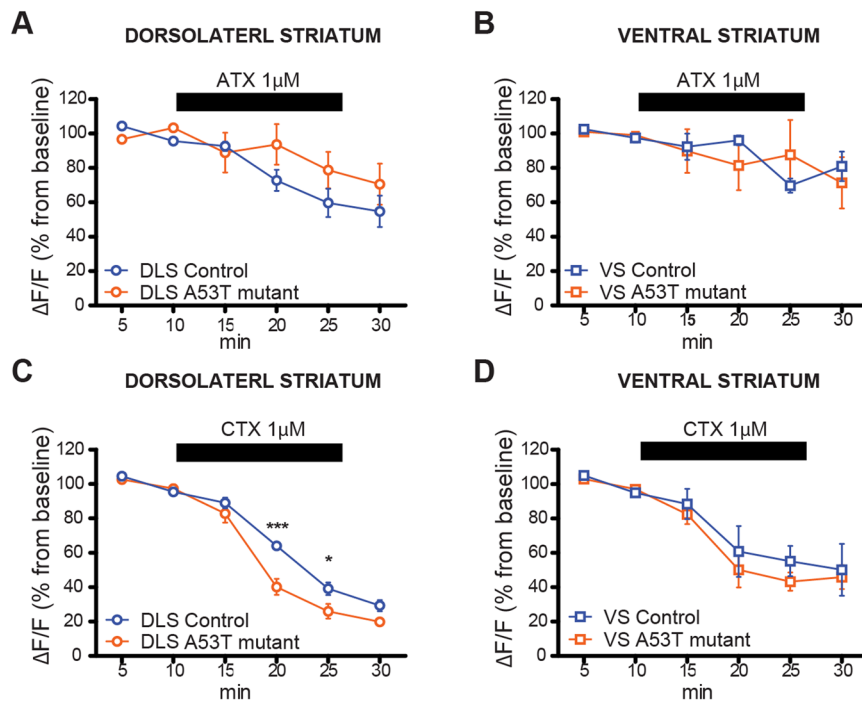 A
DORSOLATERL STRIATUM
ATX 1µM
120
100
80
60
40
20
0
ΔF/F (% from baseline)
DLS Control
DLS A53T mutant
5 10 15 20 25 30
min
B
VENTRAL STRIATUM
ATX 1µM
120
100
80
60
40
20
0
ΔF/F (% from baseline)
VS Control
VS A53T mutant
5 10 15 20 25 30
min
C
DORSOLATERL STRIATUM
CTX 1µM
120
100
80
60
40
20
0
ΔF/F (% from baseline)
***
*
DLS Control
DLS A53T mutant
5 10 15 20 25 30
min
D
VENTRAL STRIATUM
CTX 1µM
120
100
80
60
40
20
0
ΔF/F (% from baseline)
VS Control
VS A53T mutant
5 10 15 20 25 30
min